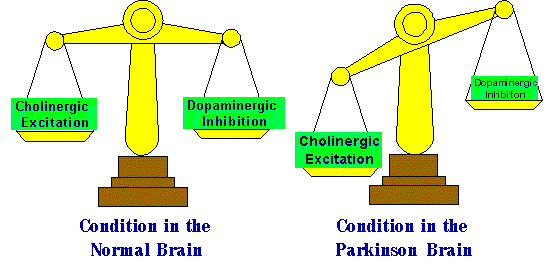 Cholinergic
Excitation
Dopaminergic
Inhibition
Condition in the
Normal Brain
Dopaminergic
Inhibiton
Cholinergic
Excitation
Condition in the
Parkinson Brain